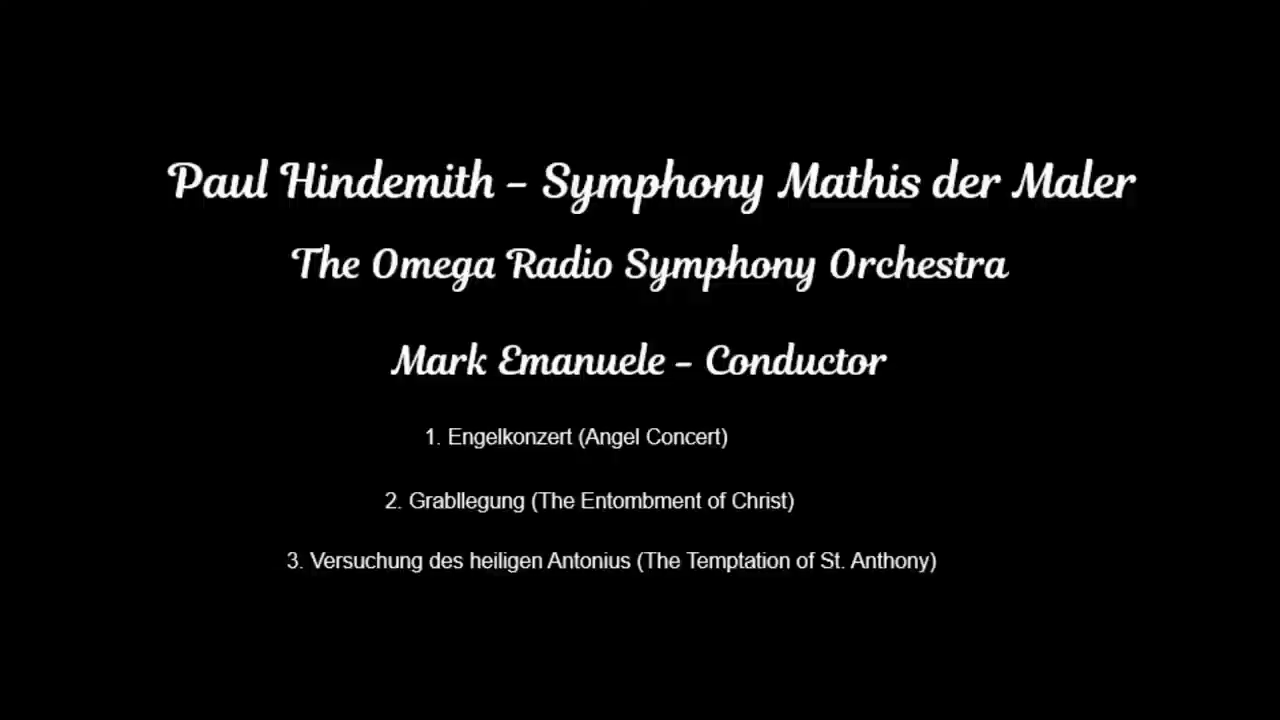 Paul Hindemith – Symphony Mathis der Maler
The Omega Radio Symphony Orchestra
Mark Emanuele – Conductor
1. Engelkonzert (Angel Concert)
2. Grabllegung (The Entombment of Christ)
3. Versuchung des heiligen Antonius (The Temptation of St. Anthony)